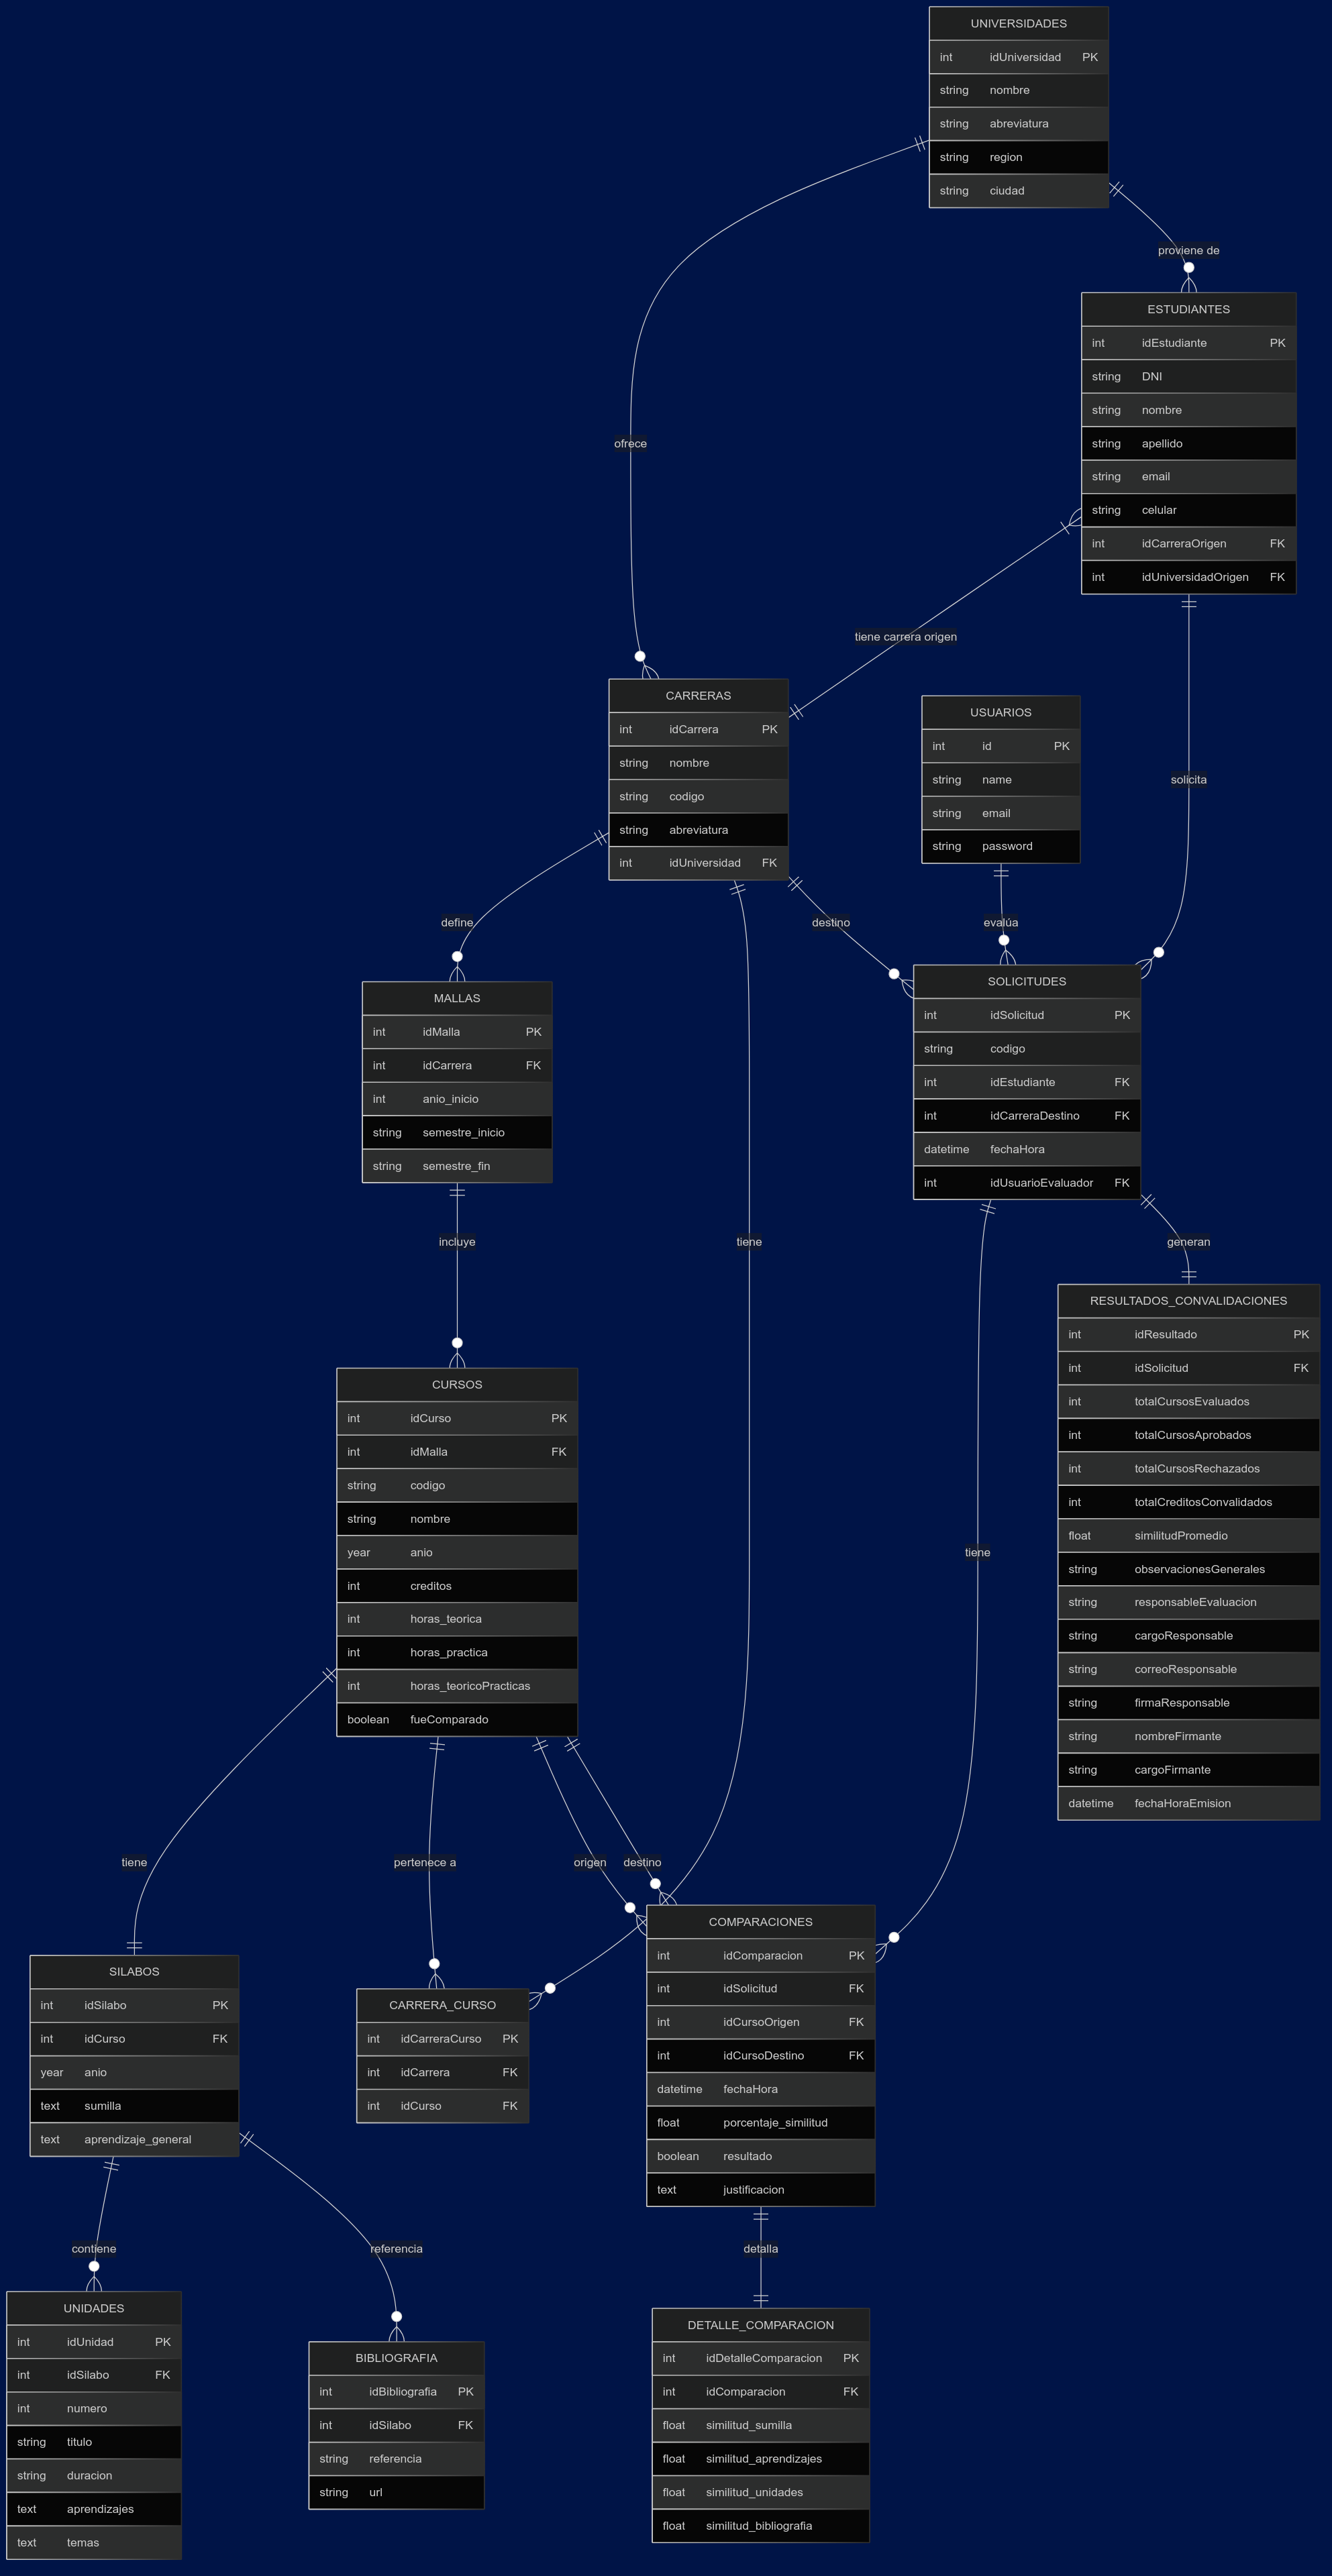 UNIVERSIDADES
int idUniversidad PK
string nombre
string abreviatura
string region
string ciudad
proviene de
ESTUDIANTES
int idEstudiante PK
string DNI
string nombre
string apellido
string email
string celular
int idCarreraOrigen FK
int idUniversidadOrigen FK
ofrece
tiene carrera origen
CARRERAS
int idCarrera PK
string nombre
string codigo
string abreviatura
int idUniversidad FK
USUARIOS
int id PK
string name
string email
string password
solicita
define
destino
evalúa
MALLAS
int idMalla PK
int idCarrera FK
int anio_inicio
string semestre_inicio
string semestre_fin
SOLICITUDES
int idSolicitud PK
string codigo
int idEstudiante FK
int idCarreraDestino FK
datetime fechaHora
int idUsuarioEvaluador FK
incluye
tiene
generan
RESULTADOS_CONVALIDACIONES
int idResultado PK
int idSolicitud FK
int totalCursosEvaluados
int totalCursosAprobados
int totalCursosRechazados
int totalCreditosConvalidados
float similitudPromedio
string observacionesGenerales
string responsableEvaluacion
string cargoResponsable
string correoResponsable
string firmaResponsable
string nombreFirmante
string cargoFirmante
datetime fechaHoraEmision
CURSOS
int idCurso PK
int idMalla FK
string codigo
string nombre
year anio
int creditos
int horas_teorica
int horas_practica
int horas_teoricoPracticas
boolean fueComparado
tiene
tiene
pertenece a
origen
destino
SILABOS
int idSilabo PK
int idCurso FK
year anio
text sumilla
text aprendizaje_general
CARRERA_CURSO
int idCarreraCurso PK
int idCarrera FK
int idCurso FK
COMPARACIONES
int idComparacion PK
int idSolicitud FK
int idCursoOrigen FK
int idCursoDestino FK
datetime fechaHora
float porcentaje_similitud
boolean resultado
text justificacion
contiene
referencia
detalla
UNIDADES
int idUnidad PK
int idSilabo FK
int numero
string titulo
string duracion
text aprendizajes
text temas
BIBLIOGRAFIA
int idBibliografia PK
int idSilabo FK
string referencia
string url
DETALLE_COMPARACION
int idDetalleComparacion PK
int idComparacion FK
float similitud_sumilla
float similitud_aprendizajes
float similitud_unidades
float similitud_bibliografia